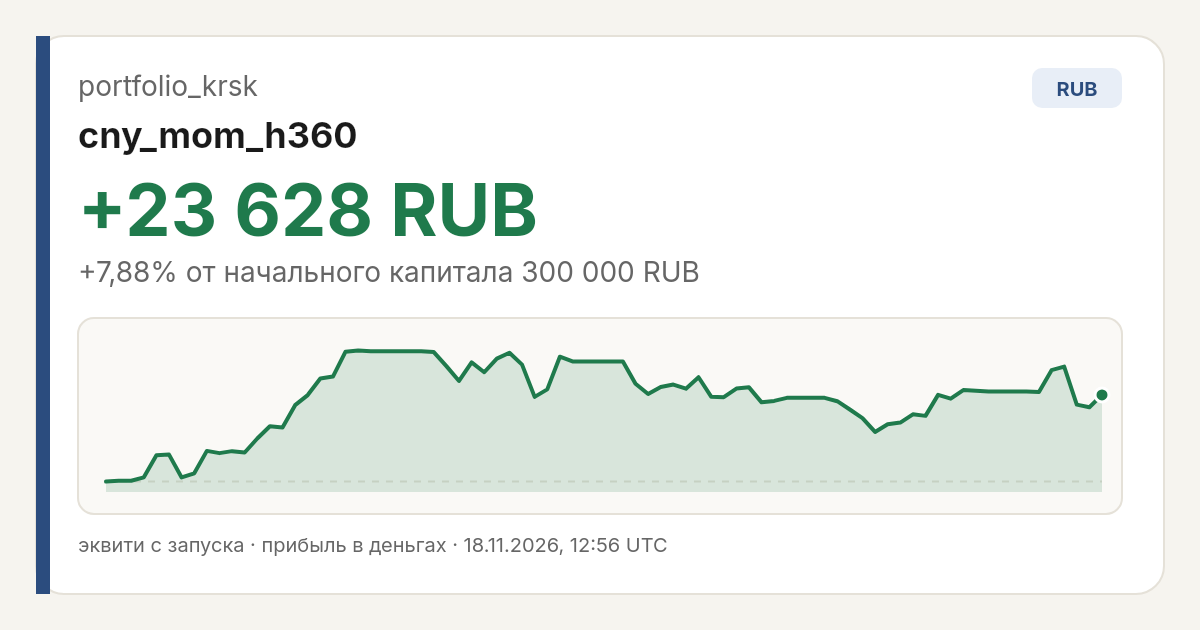 portfolio_krsk
RUB
cny_mom_h360
+23 628 RUB
+7,88% от начального капитала 300 000 RUB
эквити с запуска · прибыль в деньгах · 18.11.2026, 12:56 UTC